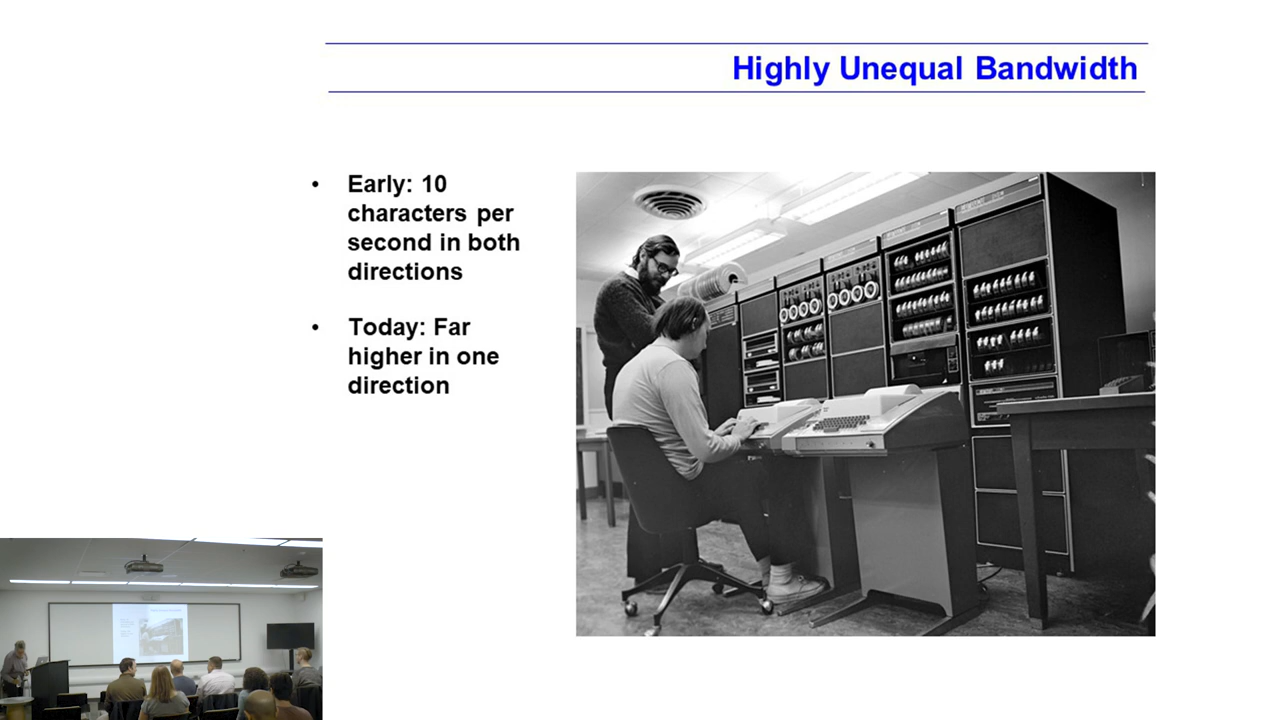 Highly Unequal Bandwidth
• Early: 10
characters per
second in both
directions
• Today: Far
higher in one
direction